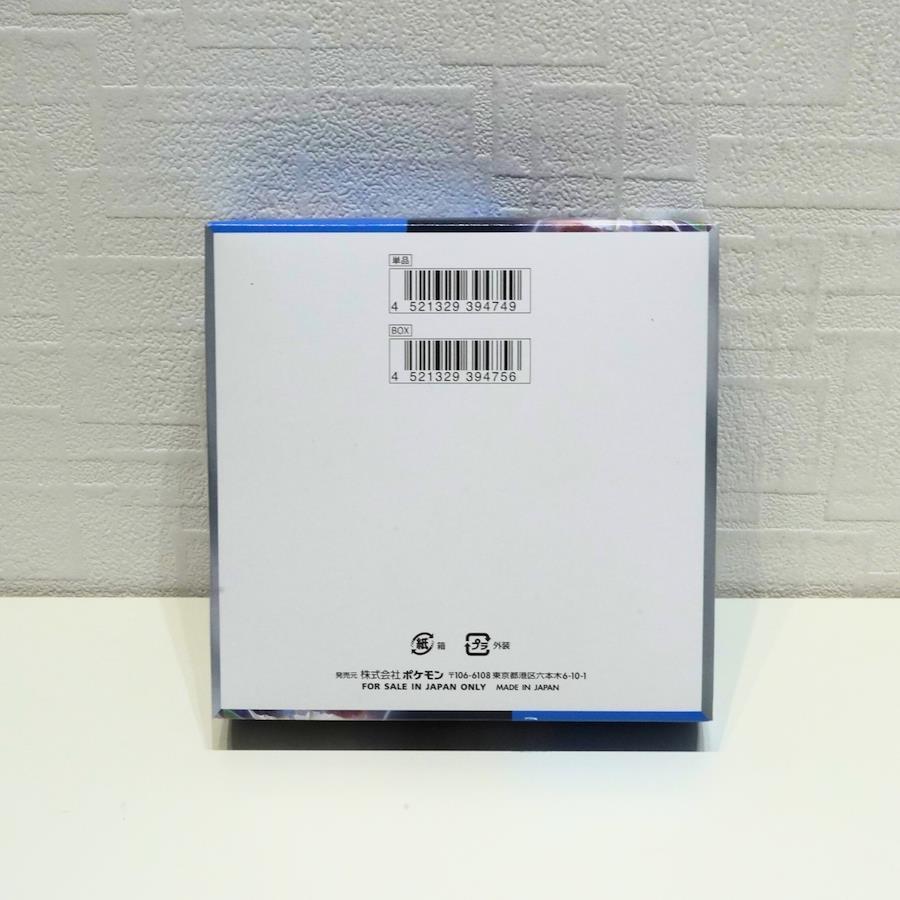 単品
4 521329 394749
BOX
4 521329 394756
紙 箱 プラ 外装
発売元 株式会社ポケモン 〒106-6108 東京都港区六本木6-10-1
FOR SALE IN JAPAN ONLY MADE IN JAPAN